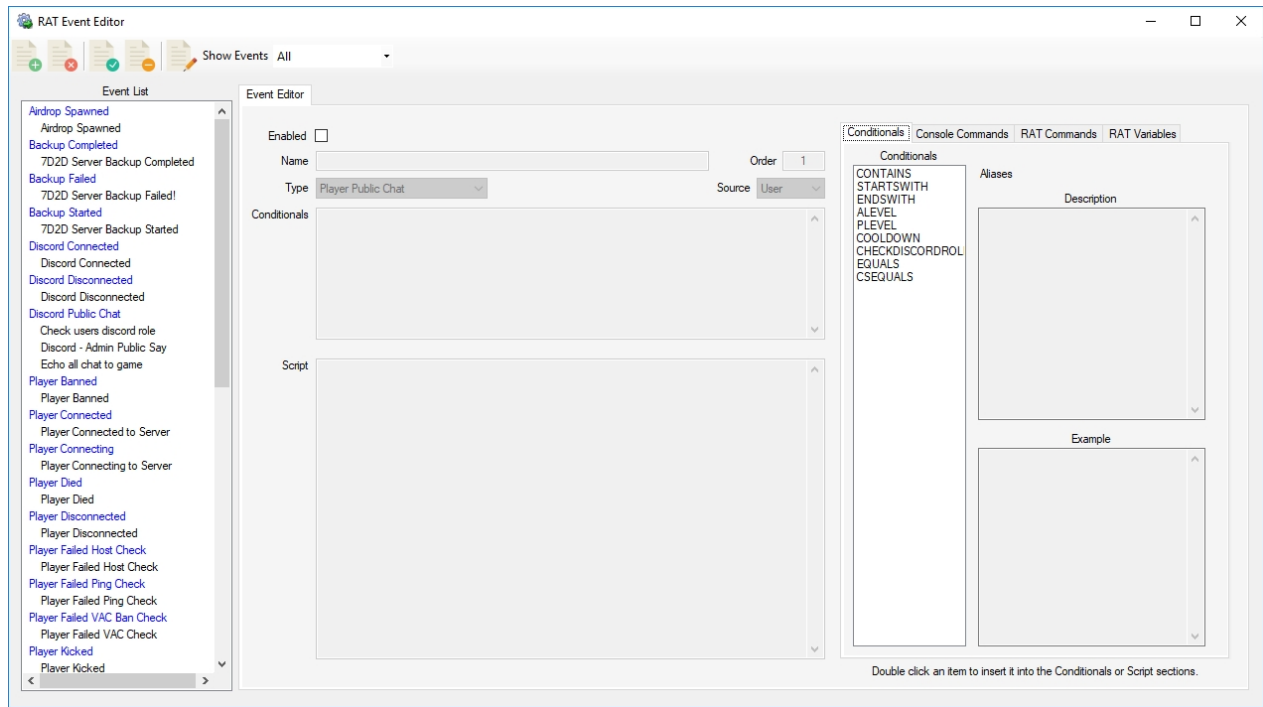 RAT Event Editor
Show Events All
Event List
Airdrop Spawned
Airdrop Spawned
Backup Completed
7D2D Server Backup Completed
Backup Failed
7D2D Server Backup Failed!
Backup Started
7D2D Server Backup Started
Discord Connected
Discord Connected
Discord Disconnected
Discord Disconnected
Discord Public Chat
Check users discord role
Discord - Admin Public Say
Echo all chat to game
Player Banned
Player Banned
Player Connected
Player Connected to Server
Player Connecting
Player Connecting to Server
Player Died
Player Died
Player Disconnected
Player Disconnected
Player Failed Host Check
Player Failed Host Check
Player Failed Ping Check
Player Failed Ping Check
Player Failed VAC Ban Check
Player Failed VAC Check
Player Kicked
Player Kicked
Event Editor
Enabled
Name
Order 1
Type Player Public Chat
Source User
Conditionals
Script
Conditionals Console Commands RAT Commands RAT Variables
Conditionals
CONTAINS
STARTSWITH
ENDSWITH
ALEVEL
PLEVEL
COOLDOWN
CHECKDISCORDROL
EQUALS
CSEQUALS
Aliases
Description
Example
Double click an item to insert it into the Conditionals or Script sections.